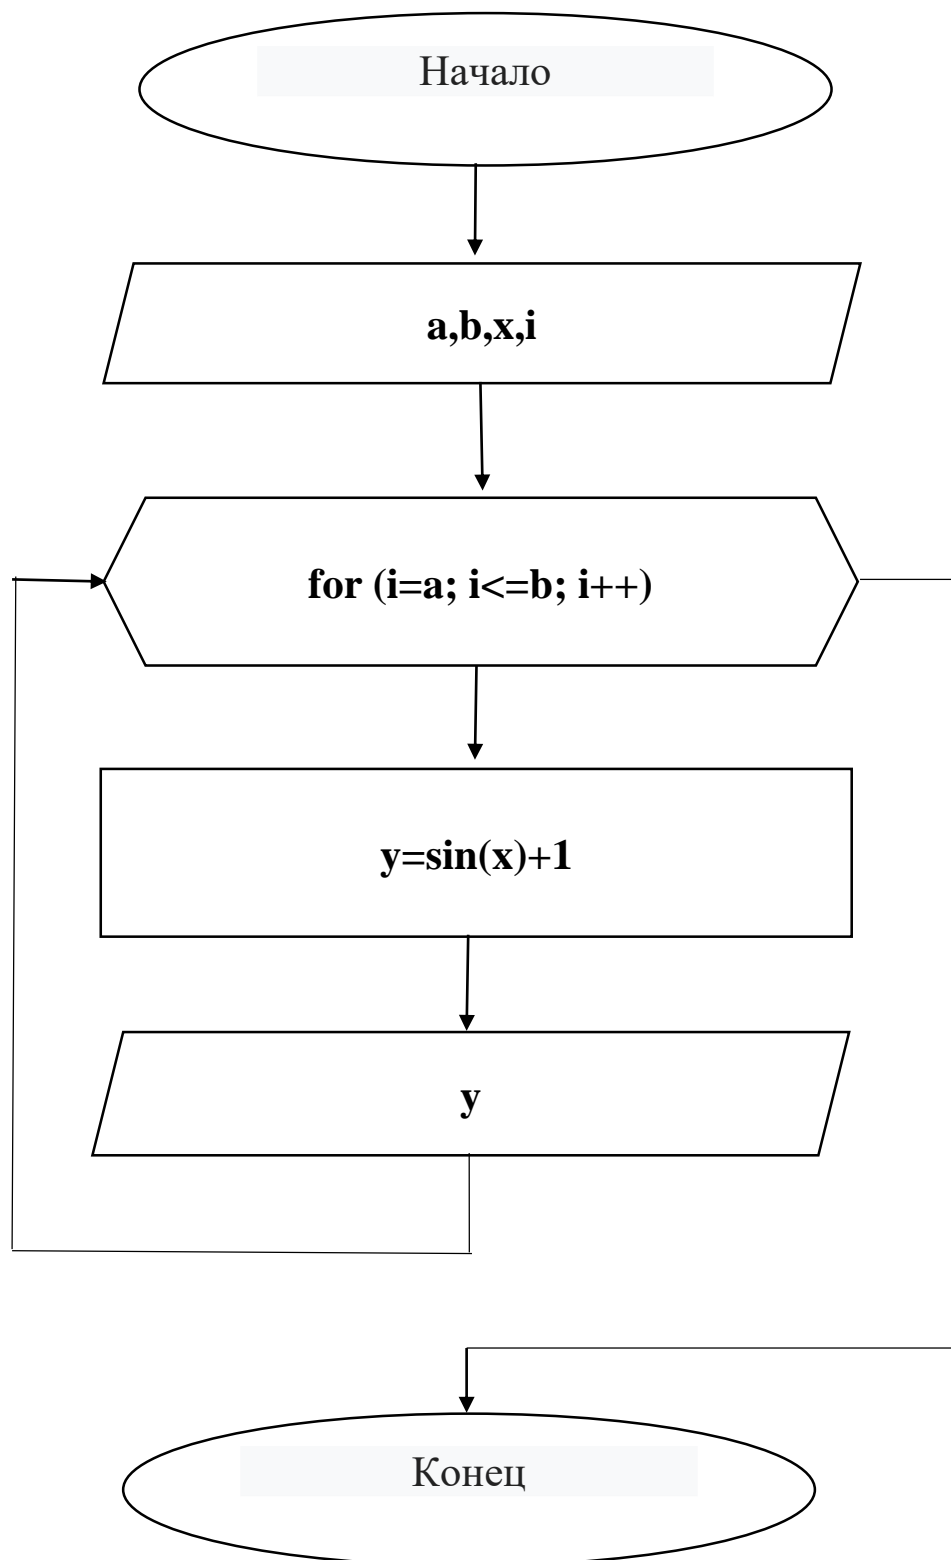 Начало
a,b,x,i
for (i=a; i<=b; i++)
y=sin(x)+1
y
Конец